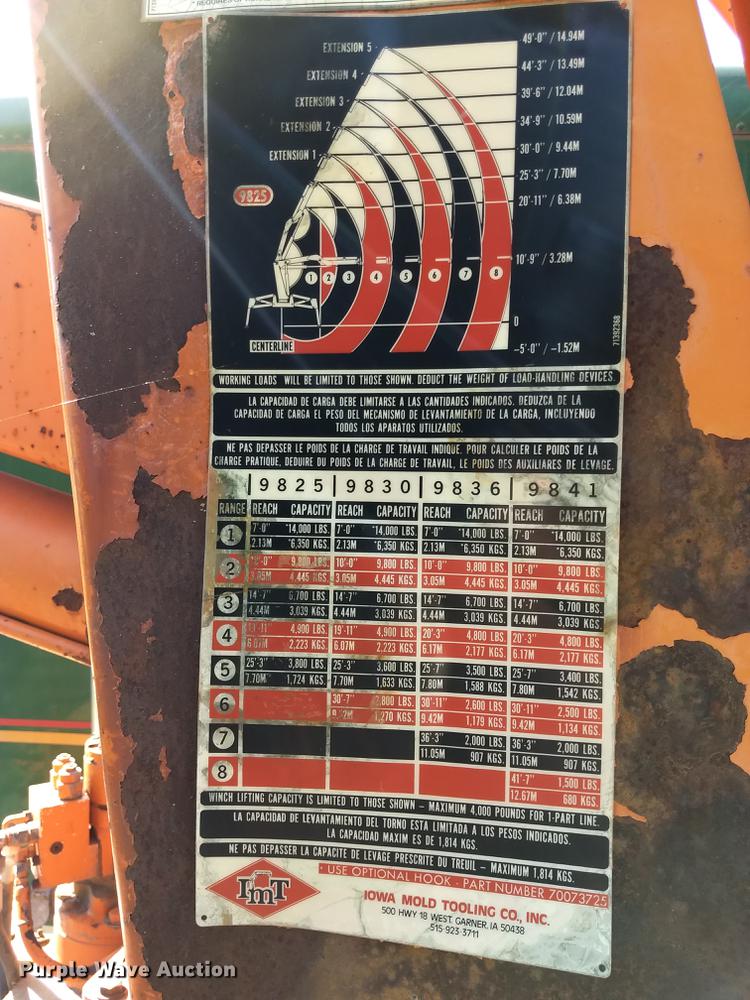 EXTENSION 5
49'-0" / 14.94M
EXTENSION 4
44'-3" / 13.49M
EXTENSION 3
39'-6" / 12.04M
EXTENSION 2
34'-9" / 10.59M
EXTENSION 1
30'-0" / 9.44M
25'-3" / 7.70M
9825
20'-11" / 6.38M
10'-9" / 3.28M
1 2 3 4 5 6 7 8
0
CENTERLINE
-5'-0" / -1.52M
71392368
WORKING LOADS WILL BE LIMITED TO THOSE SHOWN. DEDUCT THE WEIGHT OF LOAD-HANDLING DEVICES.
LA CAPACIDAD DE CARGA DEBE LIMITARSE A LAS CANTIDADES INDICADOS. DEDUZCA DE LA
CAPACIDAD DE CARGA EL PESO DEL MECANISMO DE LEVANTAMIENTO DE LA CARGA, INCLUYENDO
TODOS LOS APARATOS UTILIZADOS.
NE PAS DEPASSER LE POIDS DE LA CHARGE DE TRAVAIL INDIQUE. POUR CALCULER LE POIDS DE LA
CHARGE PRATIQUE, DEDUIRE DU POIDS DE LA CHARGE DE TRAVAIL, LE POIDS DES AUXILIARES DE LEVAGE.
9825 9830 9836 9841
RANGE REACH CAPACITY REACH CAPACITY REACH CAPACITY REACH CAPACITY
1 7'-0" *14,000 LBS. 7'-0" *14,000 LBS. 7'-0" *14,000 LBS. 7'-0" *14,000 LBS.
2.13M *6,350 KGS. 2.13M *6,350 KGS. 2.13M *6,350 KGS. 2.13M *6,350 KGS.
2 10'-0" 9,800 LBS. 10'-0" 9,800 LBS. 10'-0" 9,800 LBS. 10'-0" 9,800 LBS.
3.05M 4,445 KGS. 3.05M 4,445 KGS. 3.05M 4,445 KGS. 3.05M 4,445 KGS.
3 14'-7" 6,700 LBS. 14'-7" 6,700 LBS. 14'-7" 6,700 LBS. 14'-7" 6,700 LBS.
4.44M 3,039 KGS. 4.44M 3,039 KGS. 4.44M 3,039 KGS. 4.44M 3,039 KGS.
4 19'-11" 4,900 LBS. 19'-11" 4,900 LBS. 20'-3" 4,800 LBS. 20'-3" 4,800 LBS.
6.07M 2,223 KGS. 6.07M 2,223 KGS. 6.17M 2,177 KGS. 6.17M 2,177 KGS.
5 25'-3" 3,800 LBS. 25'-3" 3,600 LBS. 25'-7" 3,500 LBS. 25'-7" 3,400 LBS.
7.70M 1,724 KGS. 7.70M 1,633 KGS. 7.80M 1,588 KGS. 7.80M 1,542 KGS.
6 30'-7" 2,800 LBS. 30'-11" 2,600 LBS. 30'-11" 2,500 LBS.
1,270 KGS. 9.42M 1,179 KGS. 9.42M 1,134 KGS.
7 36'-3" 2,000 LBS. 36'-3" 2,000 LBS.
11.05M 907 KGS. 11.05M 907 KGS.
8 41'-7" 1,500 LBS.
12.67M 680 KGS.
WINCH LIFTING CAPACITY IS LIMITED TO THOSE SHOWN - MAXIMUM 4,000 POUNDS FOR 1-PART LINE.
LA CAPACIDAD DE LEVANTAMIENTO DEL TORNO ESTA LIMITADA A LOS PESOS INDICADOS.
LA CAPACIDAD MAXIM ES DE 1,814 KGS.
NE PAS DEPASSER LA CAPACITE DE LEVAGE PRESCRITE DU TREUIL - MAXIMUM 1,814 KGS.
* USE OPTIONAL HOOK - PART NUMBER 70073725
IMT
IOWA MOLD TOOLING CO., INC.
500 HWY 18 WEST, GARNER, IA 50438
515-923-3711
Purple Wave Auction